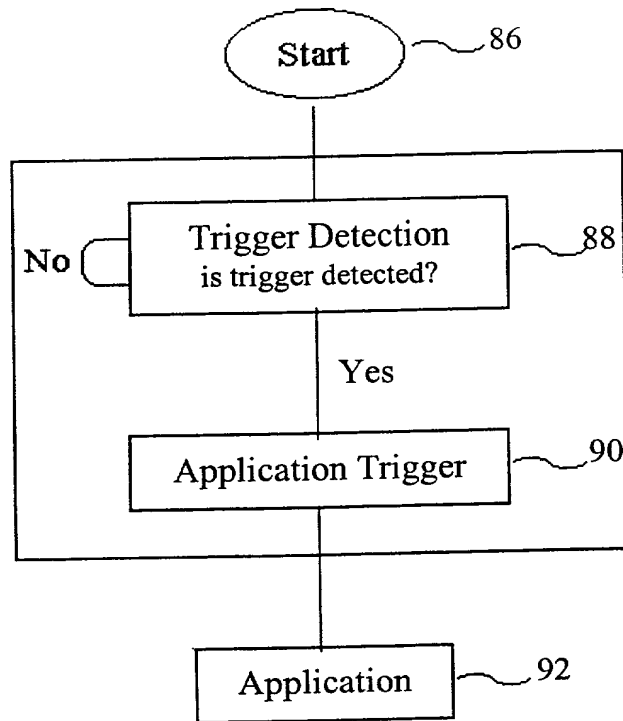 Start
86
Trigger Detection
is trigger detected?
88
No
Yes
Application Trigger
90
Application
92